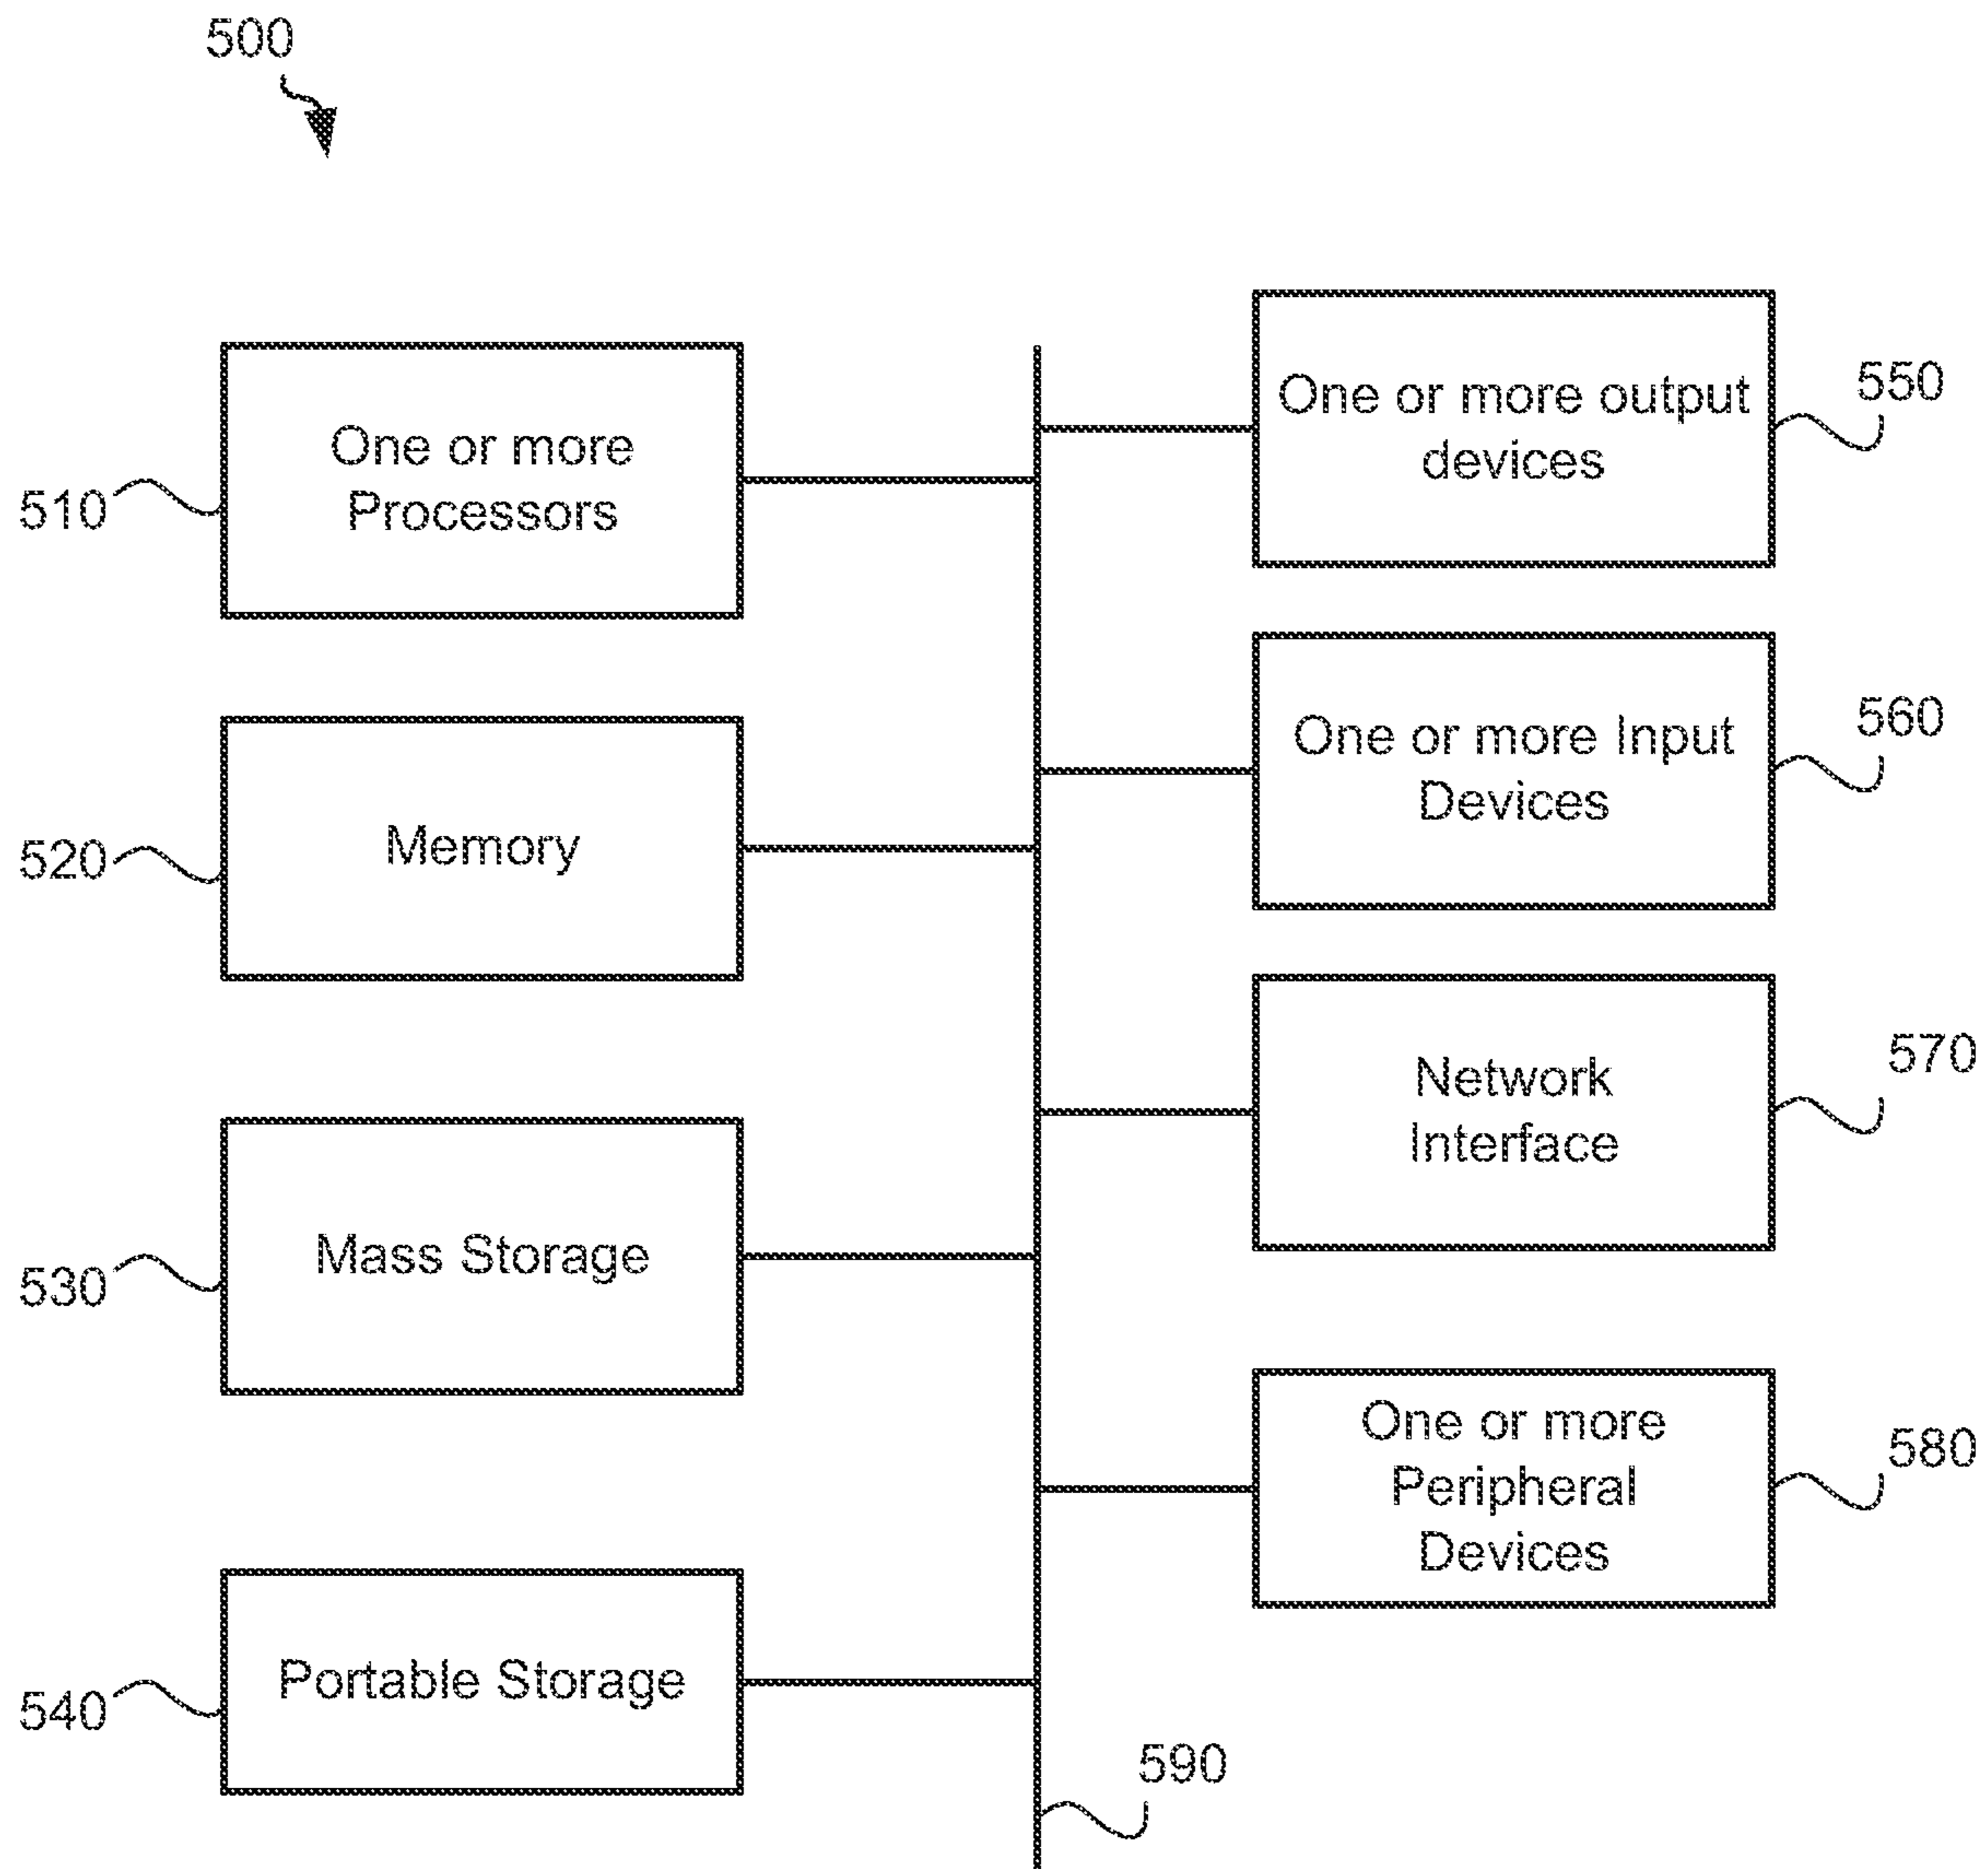 500
One or more
Processors
510
Memory
520
Mass Storage
530
Portable Storage
540
One or more output
devices
550
One or more Input
Devices
560
Network
Interface
570
One or more
Peripheral
Devices
580
590